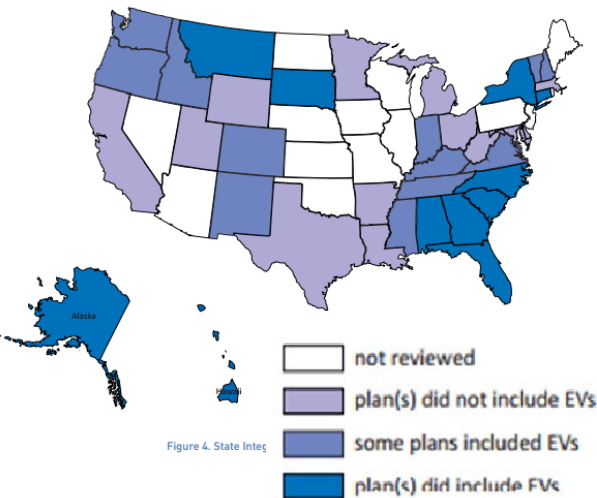 Alaska
Hawaii
Figure 4. State Integ
not reviewed
plan(s) did not include EVs
some plans included EVs
plan(s) did include EVs